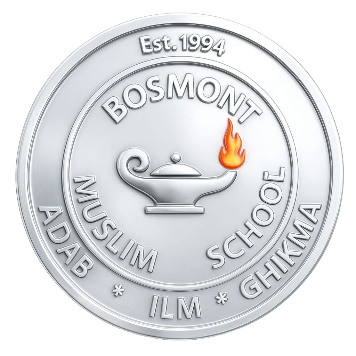 Est. 1994
BOSMONT
MUSLIM SCHOOL
ADAB * ILM * GHIKMA